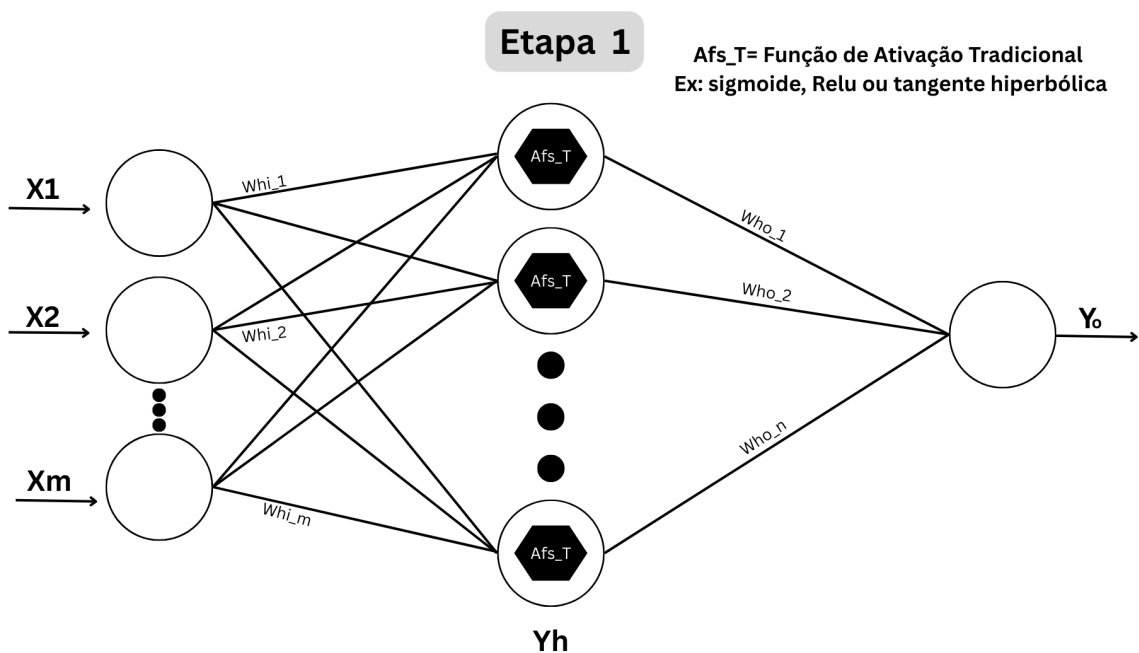 Etapa 1
Afs_T= Função de Ativação Tradicional
Ex: sigmoide, Relu ou tangente hiperbólica
X1
X2
Xm
Whi_1
Whi_2
Whi_m
Afs_T
Afs_T
Afs_T
Yh
Who_1
Who_2
Who_n
Yo